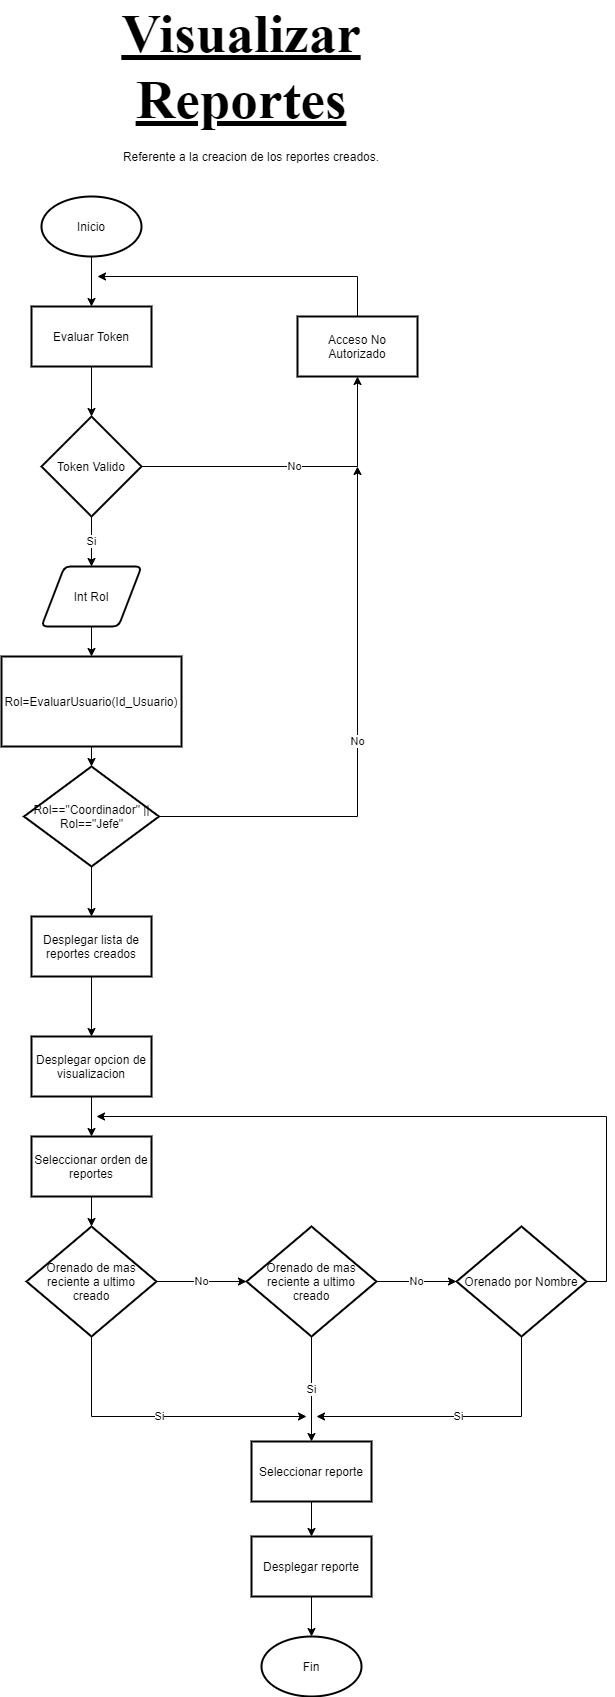 Visualizar
Reportes
Referente a la creacion de los reportes creados.
Inicio
Evaluar Token
Acceso No
Autorizado
Token Valido
No
Si
Int Rol
Rol=EvaluarUsuario(Id_Usuario)
No
Rol=="Coordinador" ||
Rol=="Jefe"
Desplegar lista de
reportes creados
Desplegar opcion de
visualizacion
Seleccionar orden de
reportes
Orenado de mas
reciente a ultimo
creado
No
Orenado de mas
reciente a ultimo
creado
No
Orenado por Nombre
Si
Si
Si
Seleccionar reporte
Desplegar reporte
Fin